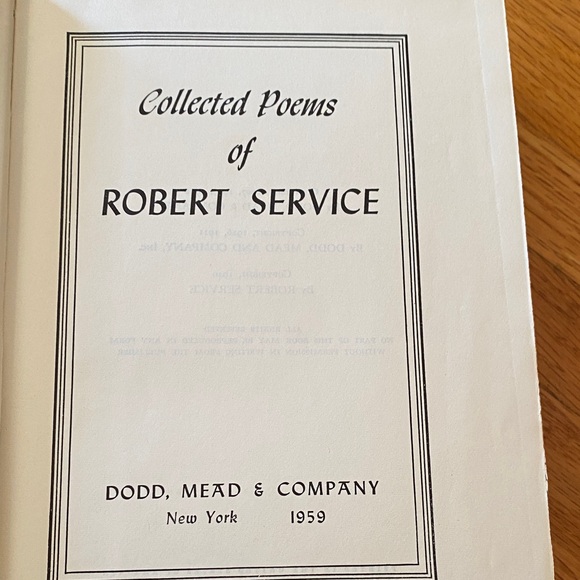 Collected Poems
of
ROBERT SERVICE
DODD, MEAD & COMPANY
New York 1959